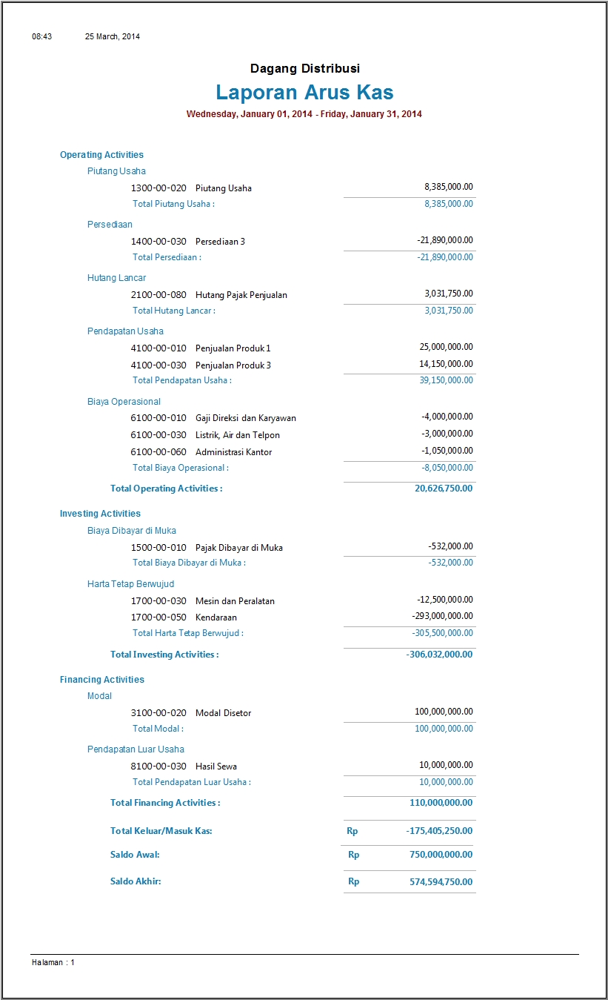 08:43 25 March, 2014
Dagang Distribusi
Laporan Arus Kas
Wednesday, January 01, 2014 - Friday, January 31, 2014
Operating Activities
Piutang Usaha
1300-00-020 Piutang Usaha 8,385,000.00
Total Piutang Usaha : 8,385,000.00
Persediaan
1400-00-030 Persediaan 3 -21,890,000.00
Total Persediaan : -21,890,000.00
Hutang Lancar
2100-00-080 Hutang Pajak Penjualan 3,031,750.00
Total Hutang Lancar : 3,031,750.00
Pendapatan Usaha
4100-00-010 Penjualan Produk 1 25,000,000.00
4100-00-030 Penjualan Produk 3 14,150,000.00
Total Pendapatan Usaha : 39,150,000.00
Biaya Operasional
6100-00-010 Gaji Direksi dan Karyawan -4,000,000.00
6100-00-030 Listrik, Air dan Telpon -3,000,000.00
6100-00-060 Administrasi Kantor -1,050,000.00
Total Biaya Operasional : -8,050,000.00
Total Operating Activities : 20,626,750.00
Investing Activities
Biaya Dibayar di Muka
1500-00-010 Pajak Dibayar di Muka -532,000.00
Total Biaya Dibayar di Muka : -532,000.00
Harta Tetap Berwujud
1700-00-030 Mesin dan Peralatan -12,500,000.00
1700-00-050 Kendaraan -293,000,000.00
Total Harta Tetap Berwujud : -305,500,000.00
Total Investing Activities : -306,032,000.00
Financing Activities
Modal
3100-00-020 Modal Disetor 100,000,000.00
Total Modal : 100,000,000.00
Pendapatan Luar Usaha
8100-00-030 Hasil Sewa 10,000,000.00
Total Pendapatan Luar Usaha : 10,000,000.00
Total Financing Activities : 110,000,000.00
Total Keluar/Masuk Kas: Rp -175,405,250.00
Saldo Awal: Rp 750,000,000.00
Saldo Akhir: Rp 574,594,750.00
Halaman : 1